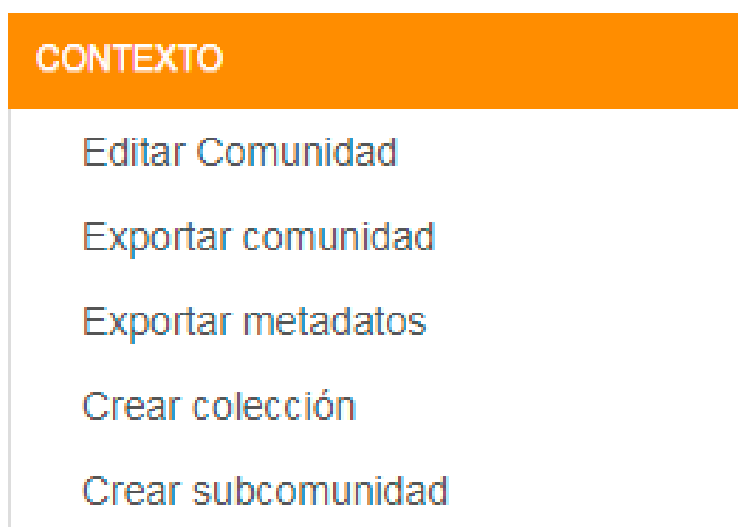 CONTEXTO
Editar Comunidad
Exportar comunidad
Exportar metadatos
Crear colección
Crear subcomunidad